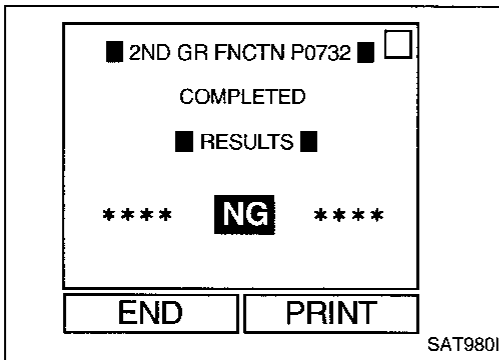 ■ 2ND GR FNCTN P0732 ■
COMPLETED
■ RESULTS ■
**** NG ****
END PRINT
SAT980I